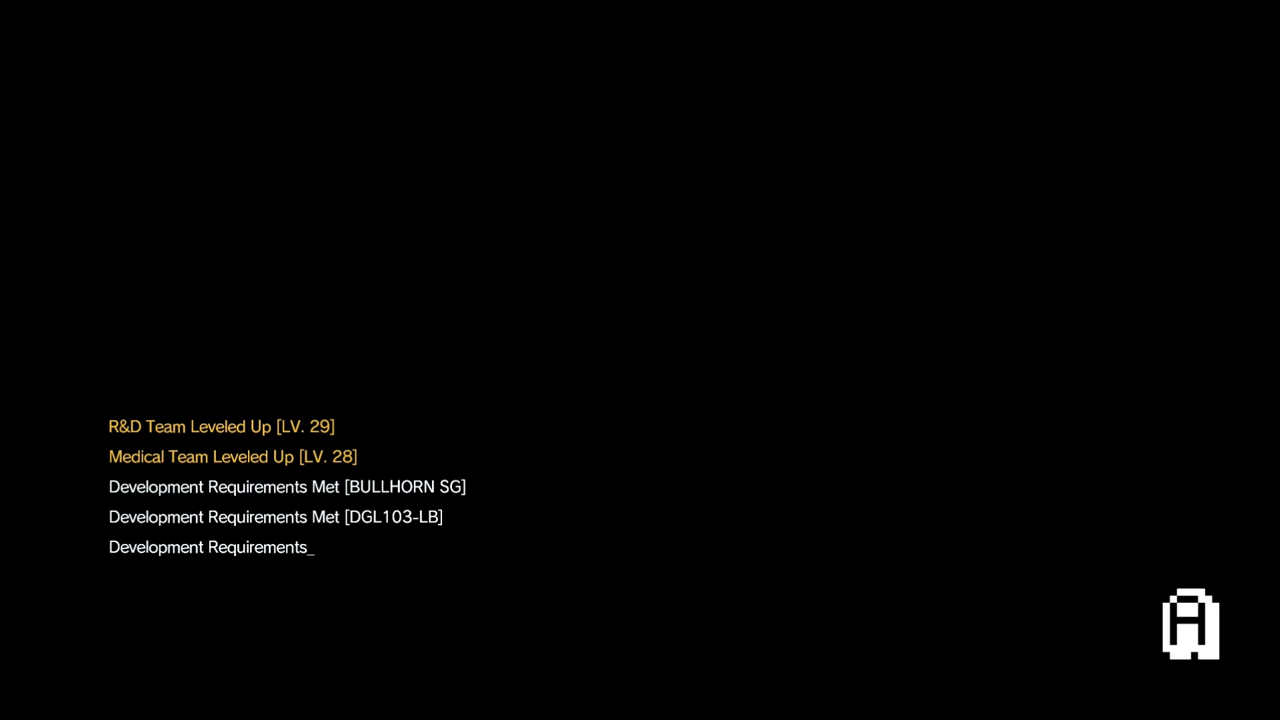 R&D Team Leveled Up [LV. 29]
Medical Team Leveled Up [LV. 28]
Development Requirements Met [BULLHORN SG]
Development Requirements Met [DGL103-LB]
Development Requirements_